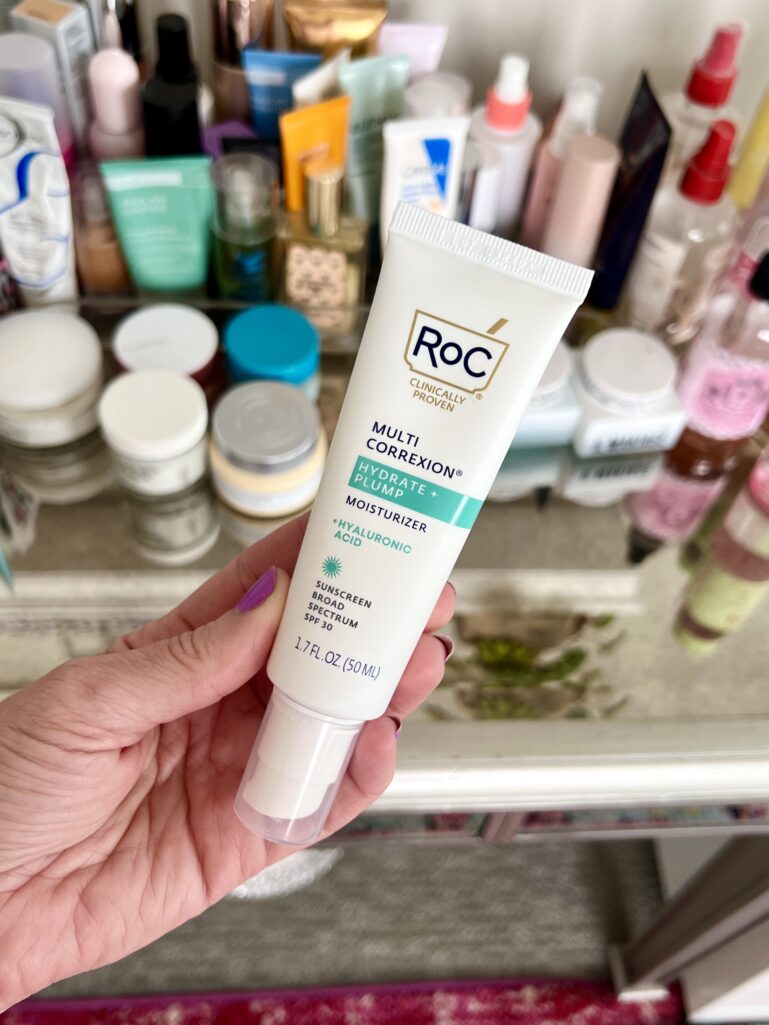 RoC
CLINICALLY
PROVEN
®
MULTI
CORREXION®
HYDRATE +
PLUMP
MOISTURIZER
+HYALURONIC
ACID
SUNSCREEN
BROAD
SPECTRUM
SPF 30
1.7 FL.OZ. (50 ML)